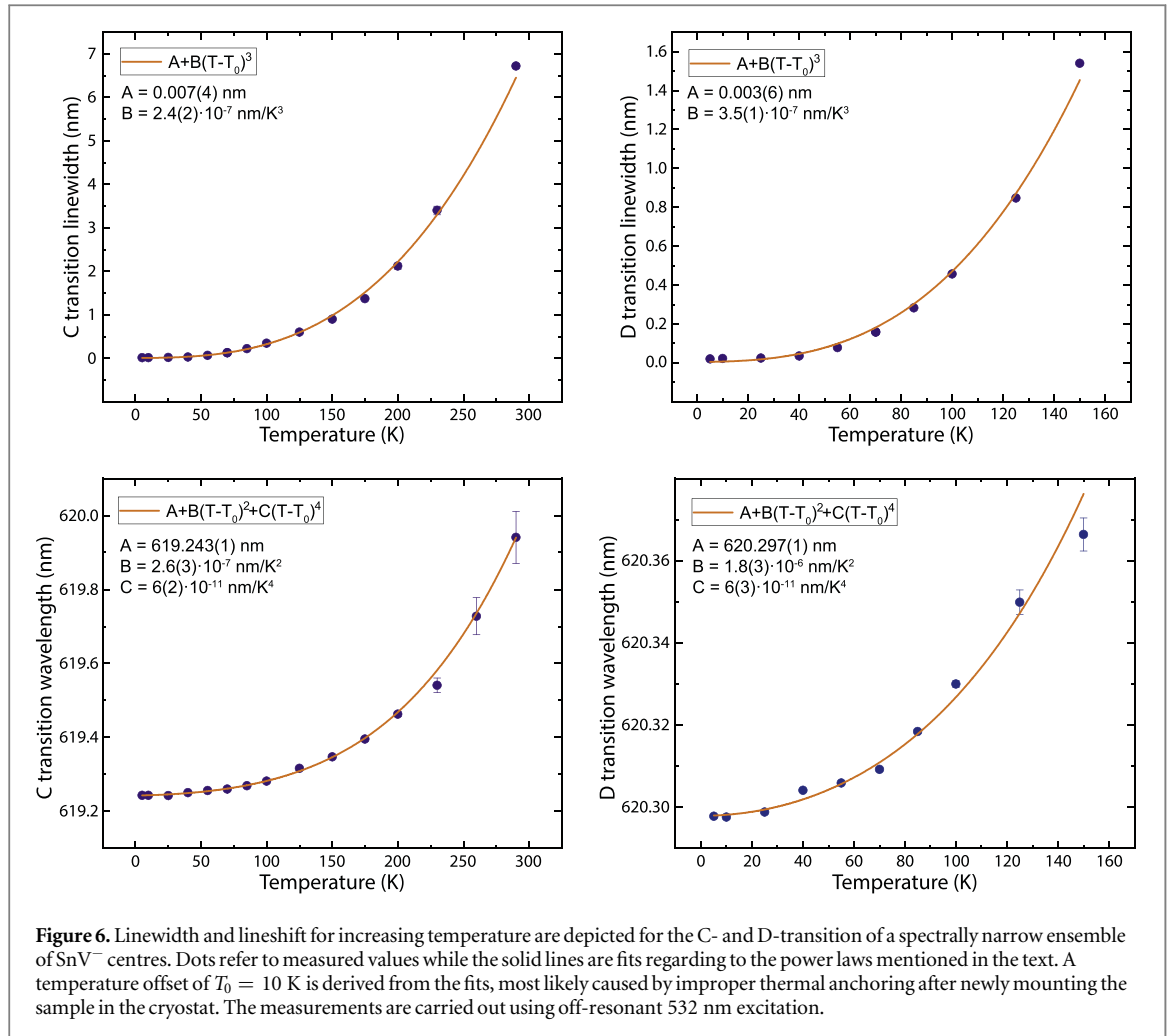 C transition linewidth (nm)
7
6
5
4
3
2
1
0
A+B(T-T₀)³
A = 0.007(4) nm
B = 2.4(2)·10⁻⁷ nm/K³
0 50 100 150 200 250 300
Temperature (K)
D transition linewidth (nm)
1.6
1.4
1.2
1.0
0.8
0.6
0.4
0.2
0.0
A+B(T-T₀)³
A = 0.003(6) nm
B = 3.5(1)·10⁻⁷ nm/K³
0 20 40 60 80 100 120 140 160
Temperature (K)
C transition wavelength (nm)
620.0
619.8
619.6
619.4
619.2
A+B(T-T₀)²+C(T-T₀)⁴
A = 619.243(1) nm
B = 2.6(3)·10⁻⁷ nm/K²
C = 6(2)·10⁻¹¹ nm/K⁴
0 50 100 150 200 250 300
Temperature (K)
D transition wavelength (nm)
620.36
620.34
620.32
620.30
A+B(T-T₀)²+C(T-T₀)⁴
A = 620.297(1) nm
B = 1.8(3)·10⁻⁶ nm/K²
C = 6(3)·10⁻¹¹ nm/K⁴
0 20 40 60 80 100 120 140 160
Temperature (K)
Figure 6. Linewidth and lineshift for increasing temperature are depicted for the C- and D-transition of a spectrally narrow ensemble
of SnV⁻ centres. Dots refer to measured values while the solid lines are fits regarding to the power laws mentioned in the text. A
temperature offset of T₀ = 10 K is derived from the fits, most likely caused by improper thermal anchoring after newly mounting the
sample in the cryostat. The measurements are carried out using off-resonant 532 nm excitation.